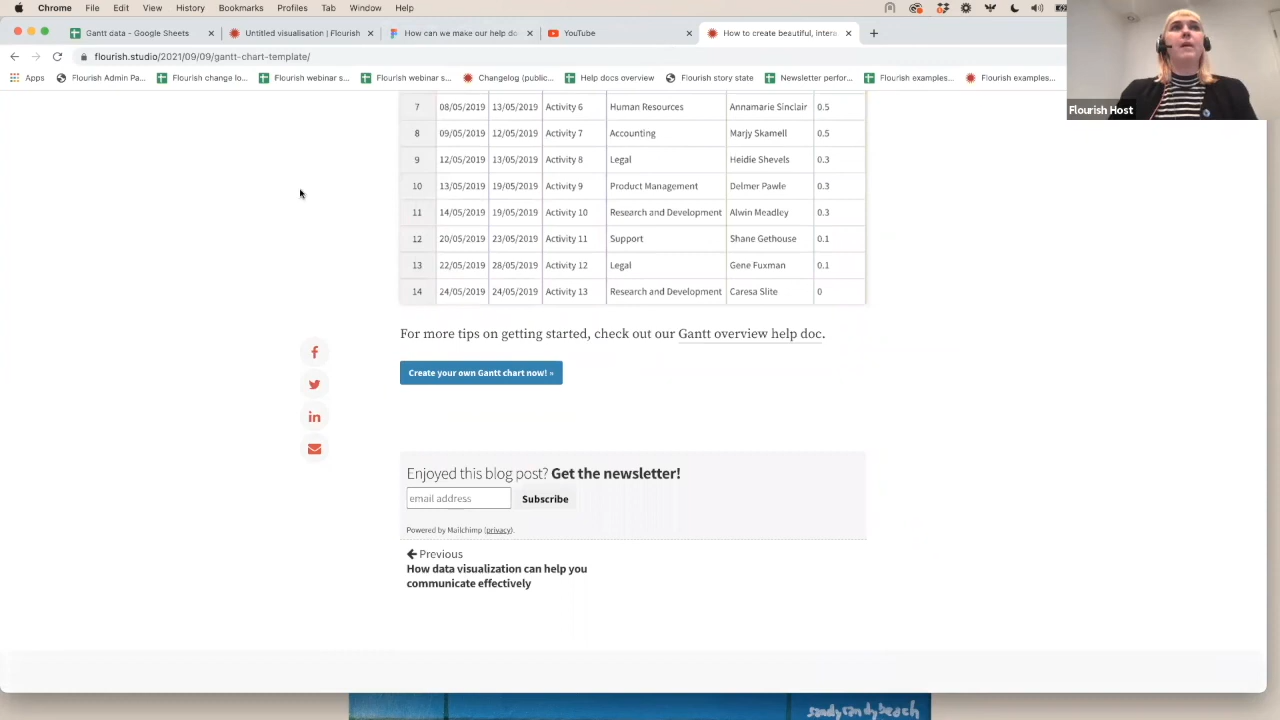 Chrome File Edit View History Bookmarks Profiles Tab Window Help
Gantt data - Google Sheets × Untitled visualisation | Flourish × How can we make our help do × YouTube × How to create beautiful, intera ×
flourish.studio/2021/09/09/gantt-chart-template/
Apps Flourish Admin Pa... Flourish change lo... Flourish webinar s... Flourish webinar s... Changelog (public... Help docs overview Flourish story state Newsletter perfor... Flourish examples... Flourish examples...
Flourish Host
7 08/05/2019 13/05/2019 Activity 6 Human Resources Annamarie Sinclair 0.5
8 09/05/2019 12/05/2019 Activity 7 Accounting Marjy Skamell 0.5
9 12/05/2019 13/05/2019 Activity 8 Legal Heidie Shevels 0.3
10 13/05/2019 19/05/2019 Activity 9 Product Management Delmer Pawle 0.3
11 14/05/2019 19/05/2019 Activity 10 Research and Development Alwin Meadley 0.3
12 20/05/2019 23/05/2019 Activity 11 Support Shane Gethouse 0.1
13 22/05/2019 28/05/2019 Activity 12 Legal Gene Fuxman 0.1
14 24/05/2019 24/05/2019 Activity 13 Research and Development Caresa Slite 0
For more tips on getting started, check out our Gantt overview help doc.
Create your own Gantt chart now! »
Enjoyed this blog post? Get the newsletter!
email address Subscribe
Powered by Mailchimp (privacy).
Previous
How data visualization can help you
communicate effectively
sandycandybeach